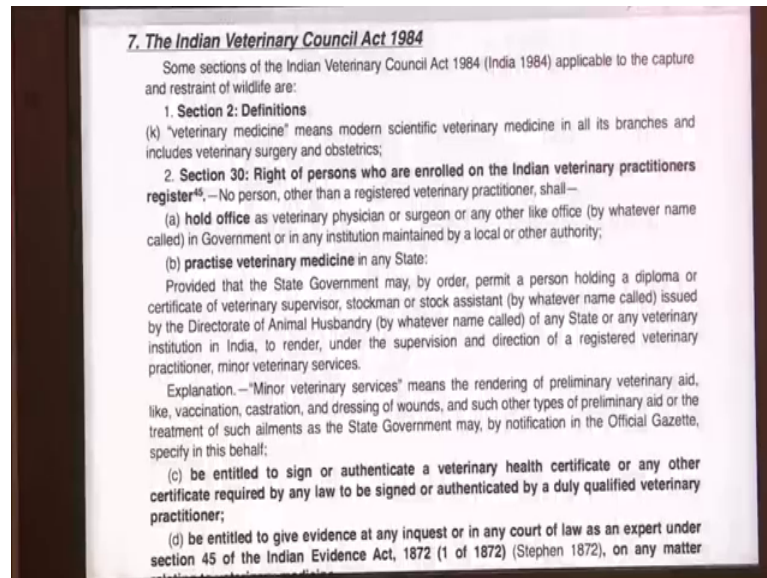 7. The Indian Veterinary Council Act 1984
Some sections of the Indian Veterinary Council Act 1984 (India 1984) applicable to the capture
and restraint of wildlife are:
1. Section 2: Definitions
(k) "veterinary medicine" means modern scientific veterinary medicine in all its branches and
includes veterinary surgery and obstetrics;
2. Section 30: Right of persons who are enrolled on the Indian veterinary practitioners
register⁴⁵.—No person, other than a registered veterinary practitioner, shall—
(a) hold office as veterinary physician or surgeon or any other like office (by whatever name
called) in Government or in any institution maintained by a local or other authority;
(b) practise veterinary medicine in any State:
Provided that the State Government may, by order, permit a person holding a diploma or
certificate of veterinary supervisor, stockman or stock assistant (by whatever name called) issued
by the Directorate of Animal Husbandry (by whatever name called) of any State or any veterinary
institution in India, to render, under the supervision and direction of a registered veterinary
practitioner, minor veterinary services.
Explanation.—"Minor veterinary services" means the rendering of preliminary veterinary aid,
like, vaccination, castration, and dressing of wounds, and such other types of preliminary aid or the
treatment of such ailments as the State Government may, by notification in the Official Gazette,
specify in this behalf;
(c) be entitled to sign or authenticate a veterinary health certificate or any other
certificate required by any law to be signed or authenticated by a duly qualified veterinary
practitioner;
(d) be entitled to give evidence at any inquest or in any court of law as an expert under
section 45 of the Indian Evidence Act, 1872 (1 of 1872) (Stephen 1872), on any matter